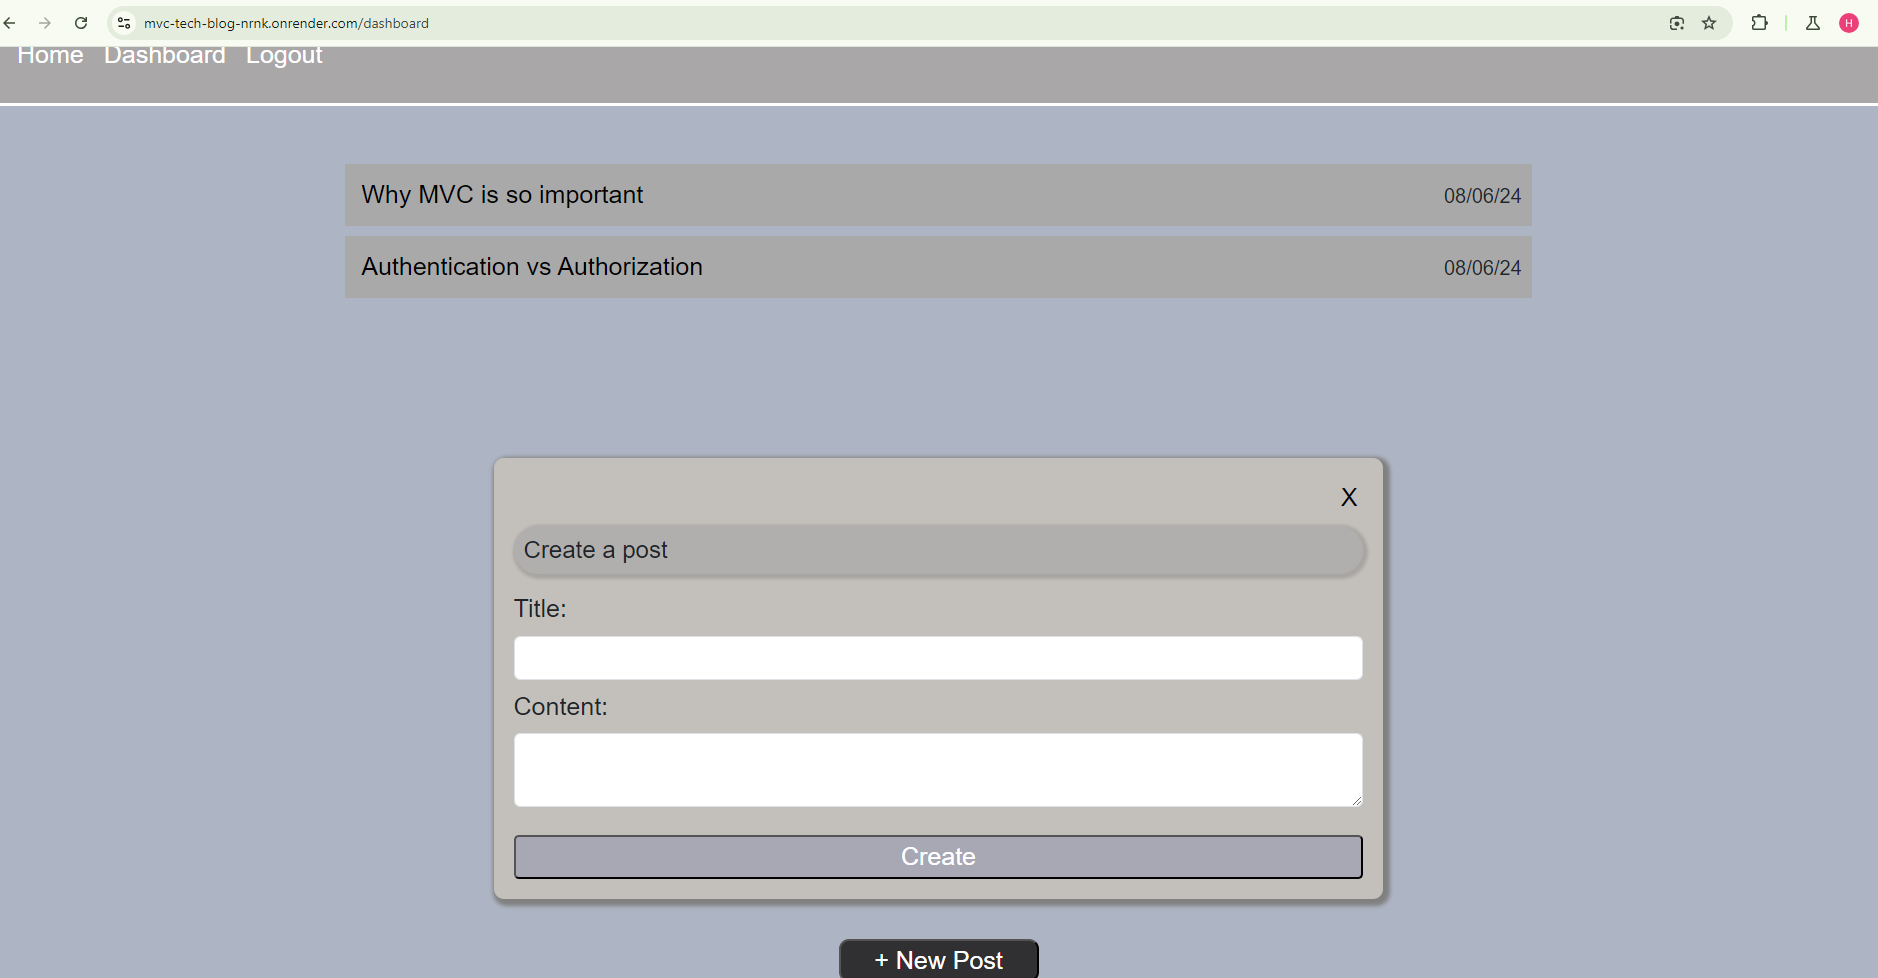 mvc-tech-blog-nrnk.onrender.com/dashboard
H
Home Dashboard Logout
Why MVC is so important 08/06/24
Authentication vs Authorization 08/06/24
X
Create a post
Title:
Content:
Create
+ New Post